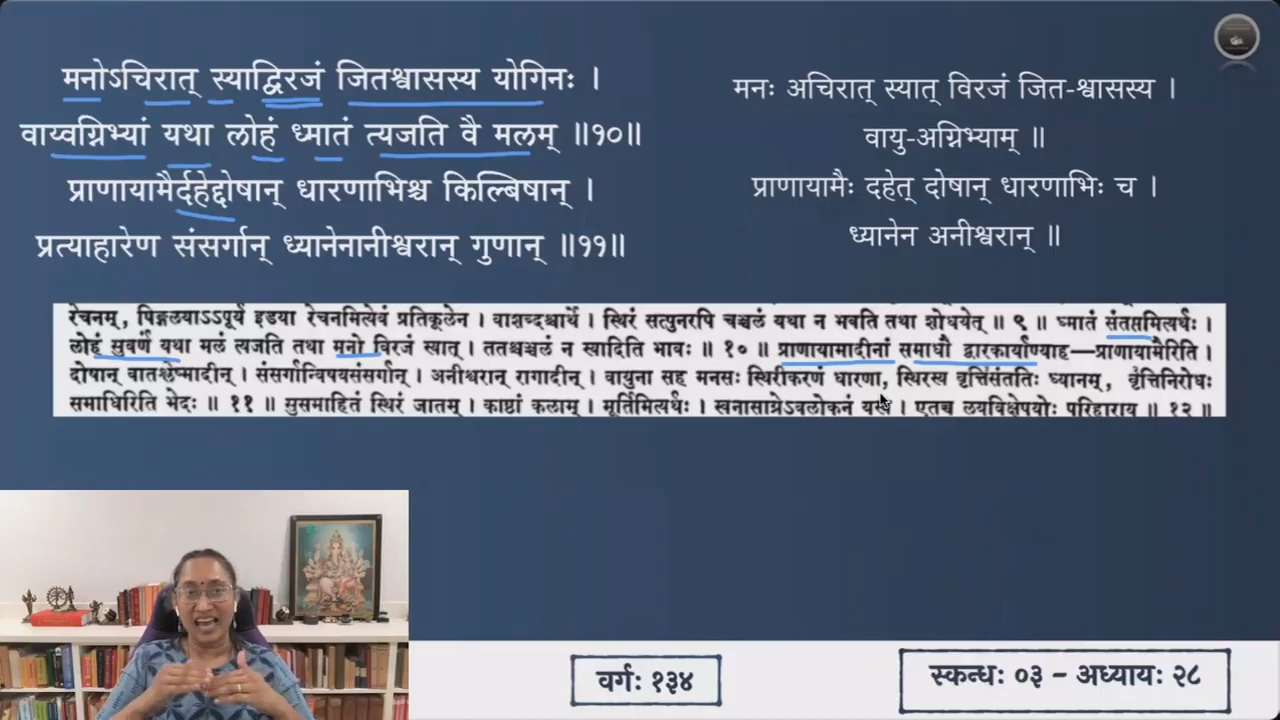 मनोऽचिरात् स्याद्विरजं जितश्वासस्य योगिनः ।
वाय्वग्निभ्यां यथा लोहं ध्मातं त्यजति वै मलम् ॥१०॥
प्राणायामैर्दहेद्दोषान् धारणाभिश्च किल्बिषान् ।
प्रत्याहारेण संसर्गान् ध्यानेनानीश्वरान् गुणान् ॥११॥
मनः अचिरात् स्यात् विरजं जित-श्वासस्य ।
वायु-अग्निभ्याम् ॥
प्राणायामैः दहेत् दोषान् धारणाभिः च ।
ध्यानेन अनीश्वरान् ॥
रेचनम्, पिङ्गलयाऽऽपूर्य इडया रेचनमित्येवं प्रतिकूलेन । वाशब्दश्चार्थे । स्थिरं सत्पुनरपि चञ्चलं यथा न भवति तथा शोधयेत् ॥ ९ ॥ ध्मातं संतप्तमित्यर्थः ।
लोहं सुवर्णं यथा मलं त्यजति तथा मनो विरजं स्यात् । ततश्चञ्चलं न स्यादिति भावः ॥ १० ॥ प्राणायामादीनां समाधौ द्वारकार्याण्याह—प्राणायामैरिति ।
दोषान् वातश्लेष्मादीन् । संसर्गान्विषयसंसर्गान् । अनीश्वरान् रागादीन् । वायुना सह मनसः स्थिरीकरणं धारणा, स्थिरस्य वृत्तिसंततिः ध्यानम्, वृत्तिनिरोधः
समाधिरिति भेदः ॥ ११ ॥ सुसमाहितं स्थिरं जातम् । काष्ठां कलाम् । मूर्तिमित्यर्थः । स्वनासाग्रेऽवलोकनं यस्य । एतच्च लयविक्षेपयोः परिहाराय ॥ १२ ॥
वर्गः १३४
स्कन्धः ०३ - अध्यायः २८